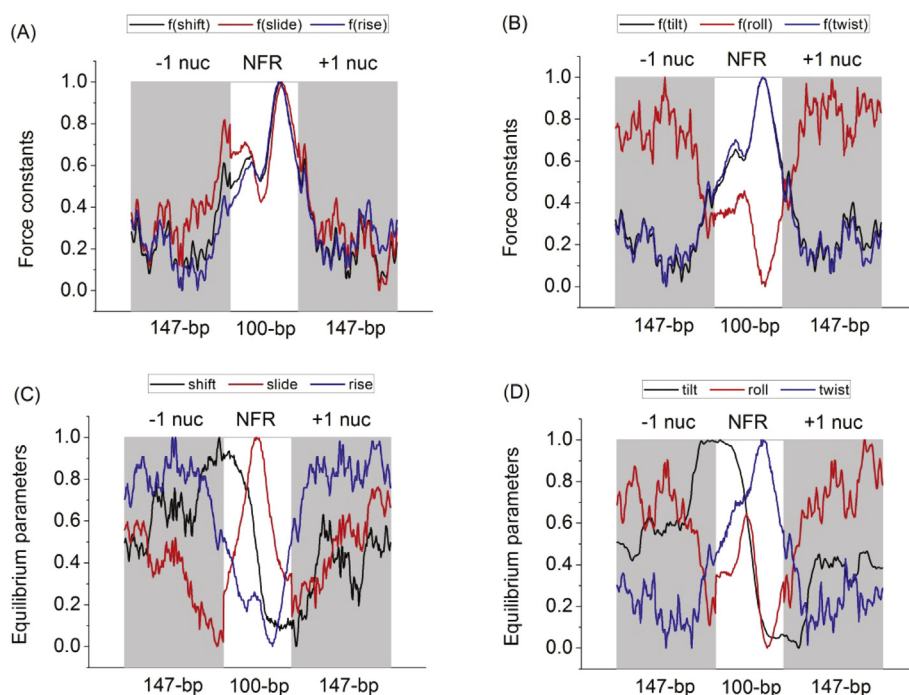 (A)
f(shift) f(slide) f(rise)
-1 nuc NFR +1 nuc
Force constants
1.0
0.8
0.6
0.4
0.2
0.0
147-bp 100-bp 147-bp
(B)
f(tilt) f(roll) f(twist)
-1 nuc NFR +1 nuc
Force constants
1.0
0.8
0.6
0.4
0.2
0.0
147-bp 100-bp 147-bp
(C)
shift slide rise
-1 nuc NFR +1 nuc
Equilibrium parameters
1.0
0.8
0.6
0.4
0.2
0.0
147-bp 100-bp 147-bp
(D)
tilt roll twist
-1 nuc NFR +1 nuc
Equilibrium parameters
1.0
0.8
0.6
0.4
0.2
0.0
147-bp 100-bp 147-bp